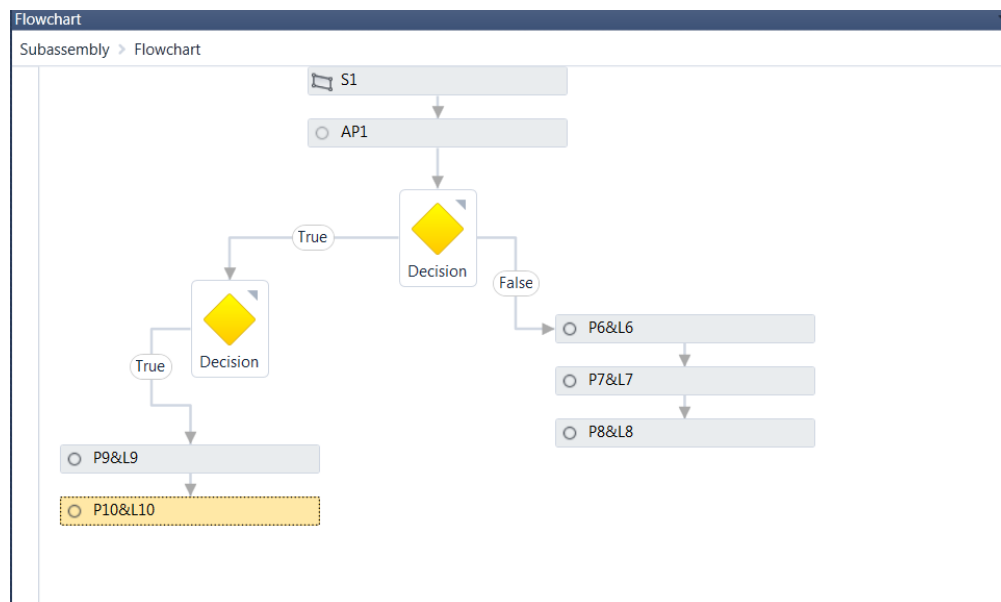 Flowchart
Subassembly > Flowchart
S1
AP1
Decision
True
False
Decision
True
P6&L6
P7&L7
P8&L8
P9&L9
P10&L10